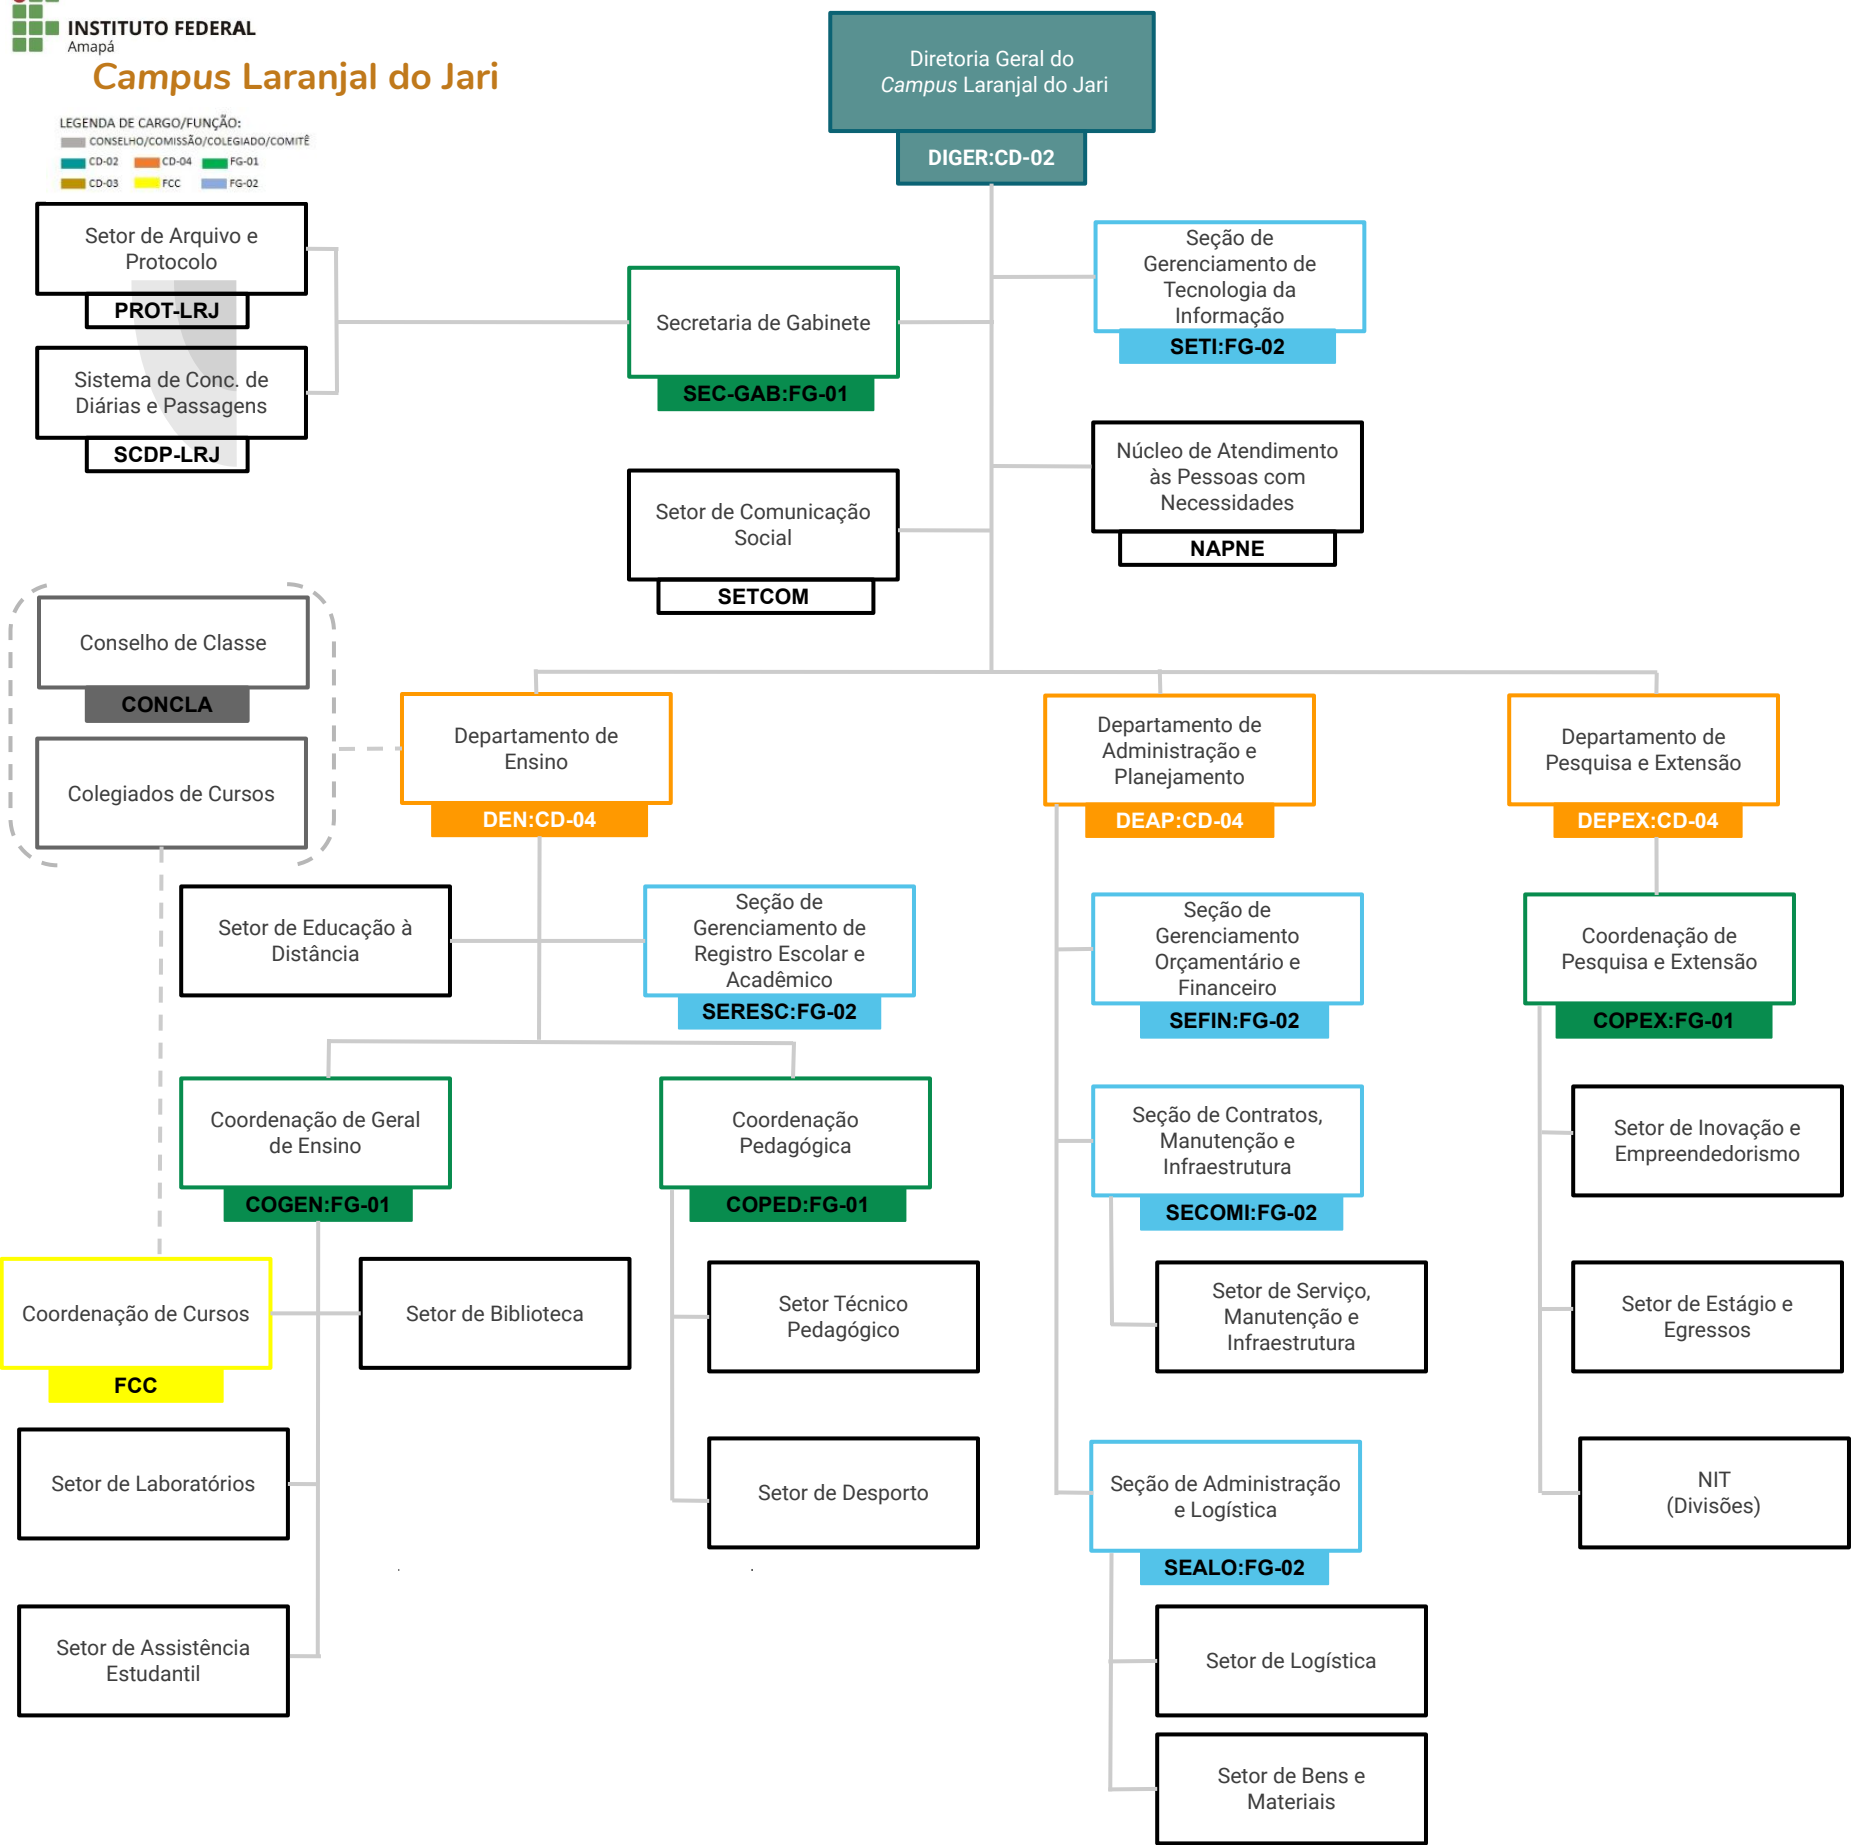 INSTITUTO FEDERAL
Amapá
Campus Laranjal do Jari
LEGENDA DE CARGO/FUNÇÃO:
CONSELHO/COMISSÃO/COLEGIADO/COMITÊ
CD-02 CD-04 FG-01
CD-03 FCC FG-02
Diretoria Geral do
Campus Laranjal do Jari
DIGER:CD-02
Setor de Arquivo e
Protocolo
PROT-LRJ
Sistema de Conc. de
Diárias e Passagens
SCDP-LRJ
Secretaria de Gabinete
SEC-GAB:FG-01
Seção de
Gerenciamento de
Tecnologia da
Informação
SETI:FG-02
Setor de Comunicação
Social
SETCOM
Núcleo de Atendimento
às Pessoas com
Necessidades
NAPNE
Conselho de Classe
CONCLA
Colegiados de Cursos
Departamento de
Ensino
DEN:CD-04
Departamento de
Administração e
Planejamento
DEAP:CD-04
Departamento de
Pesquisa e Extensão
DEPEX:CD-04
Setor de Educação à
Distância
Seção de
Gerenciamento de
Registro Escolar e
Acadêmico
SERESC:FG-02
Seção de
Gerenciamento
Orçamentário e
Financeiro
SEFIN:FG-02
Coordenação de
Pesquisa e Extensão
COPEX:FG-01
Coordenação de Geral
de Ensino
COGEN:FG-01
Coordenação
Pedagógica
COPED:FG-01
Seção de Contratos,
Manutenção e
Infraestrutura
SECOMI:FG-02
Setor de Inovação e
Empreendedorismo
Coordenação de Cursos
FCC
Setor de Biblioteca
Setor Técnico
Pedagógico
Setor de Serviço,
Manutenção e
Infraestrutura
Setor de Estágio e
Egressos
Setor de Laboratórios
Setor de Desporto
Seção de Administração
e Logística
SEALO:FG-02
NIT
(Divisões)
Setor de Assistência
Estudantil
Setor de Logística
Setor de Bens e
Materiais